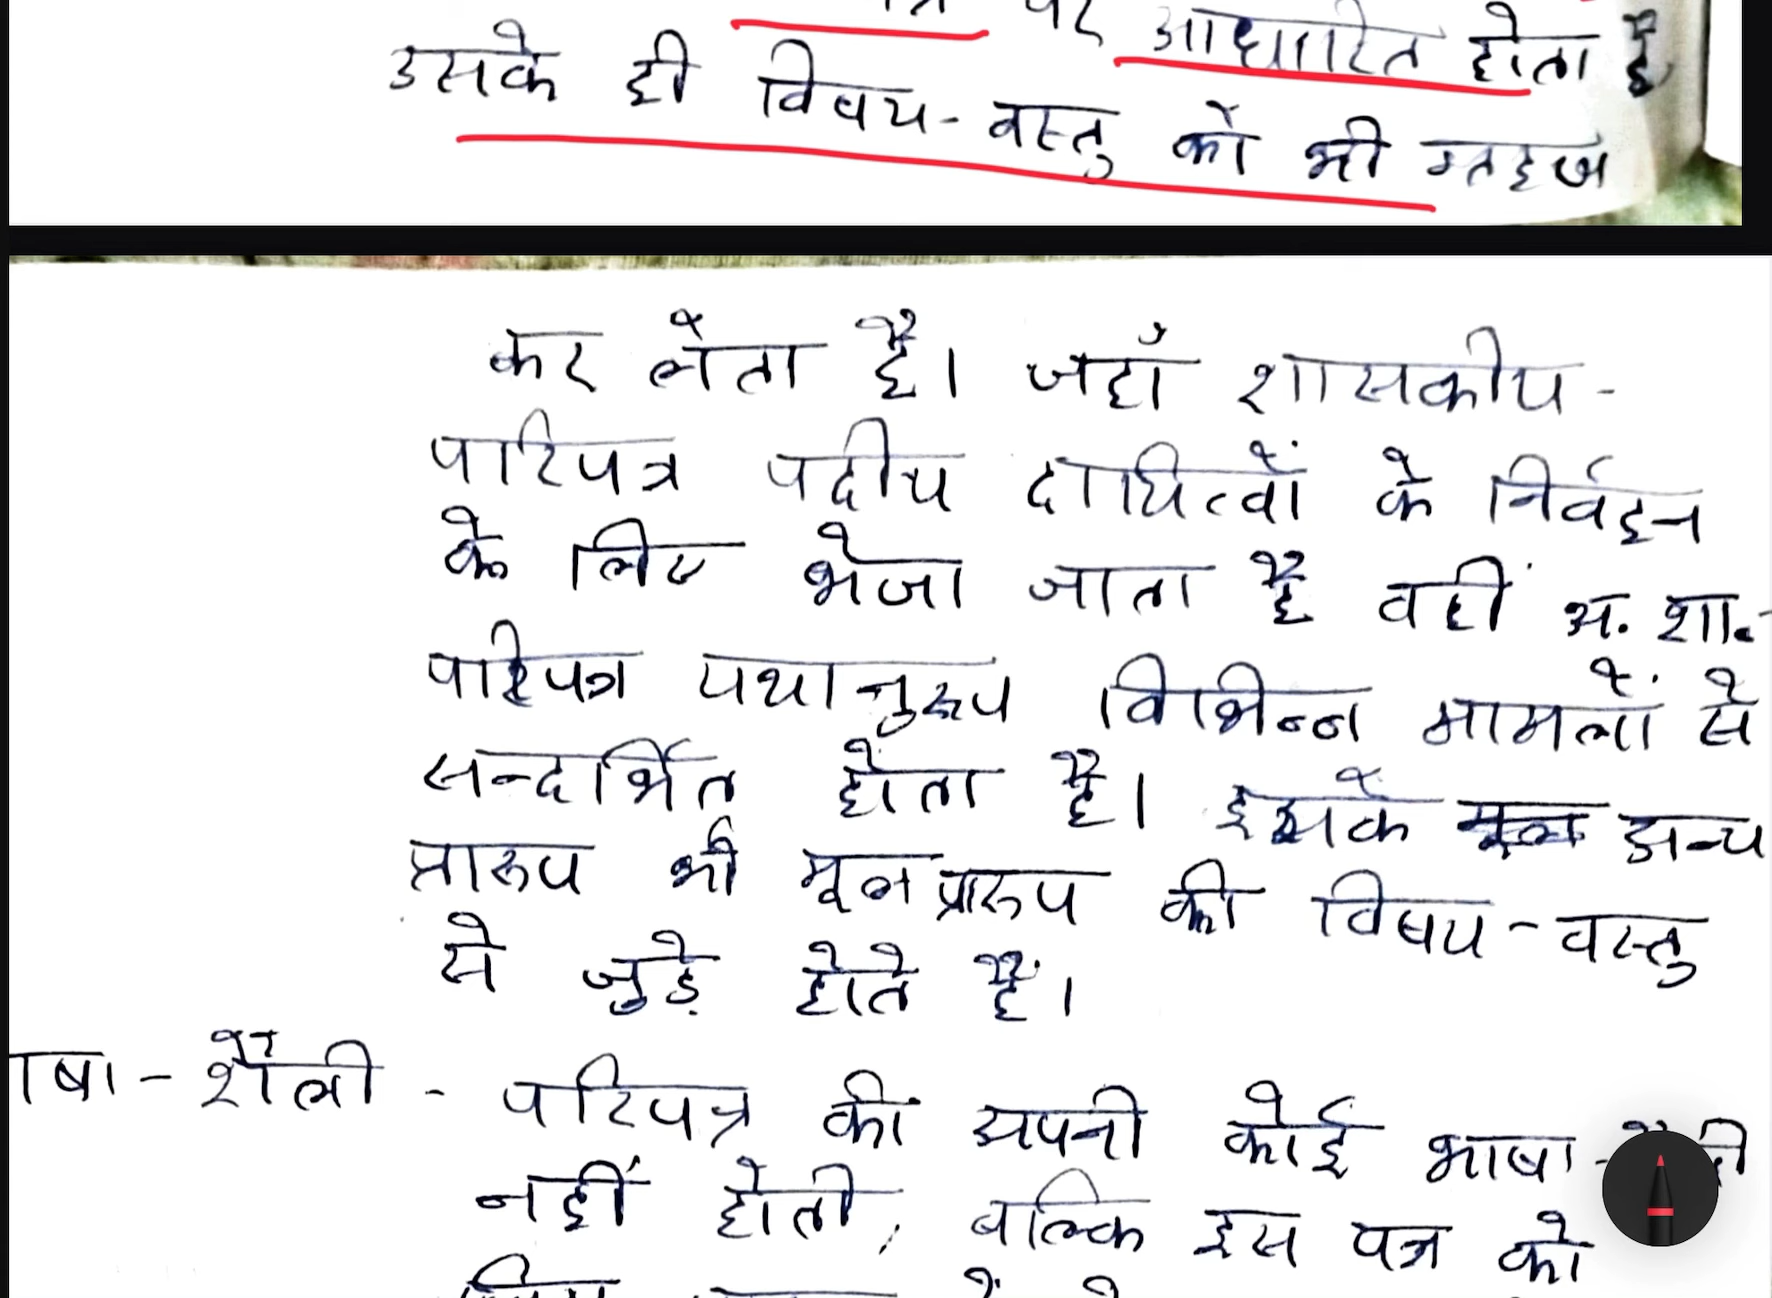 पर आधारित होता है
उसके ही विषय-वस्तु को भी ग्रहण
कर लेता है। जहाँ शासकीय-
परिपत्र पदीय दायित्वों के निर्वहन
के लिए भेजा जाता है वहीं अ. शा.-
परिपत्र यथानुरूप विभिन्न मामलों से
सन्दर्भित होता है। इसके अन्य
प्रारूप भी मूल प्रारूप की विषय-वस्तु
से जुड़े होते हैं।
षा-शैली - परिपत्र की अपनी कोई भाषा-
नहीं होती, बल्कि इस पत्र को